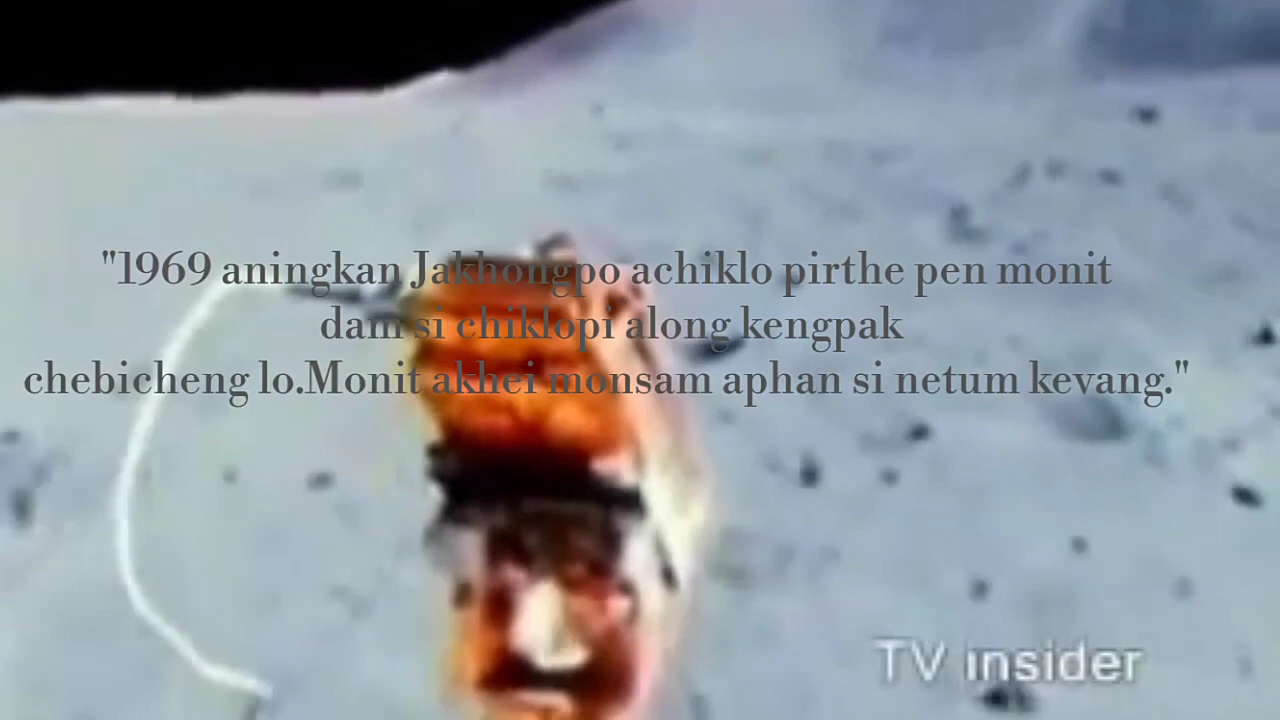 "1969 aningkan Jakhongpo achiklo pirthe pen monit
dam si chiklopi along kengpak
chebicheng lo.Monit akhei monsam aphan si netum kevang."
TV insider